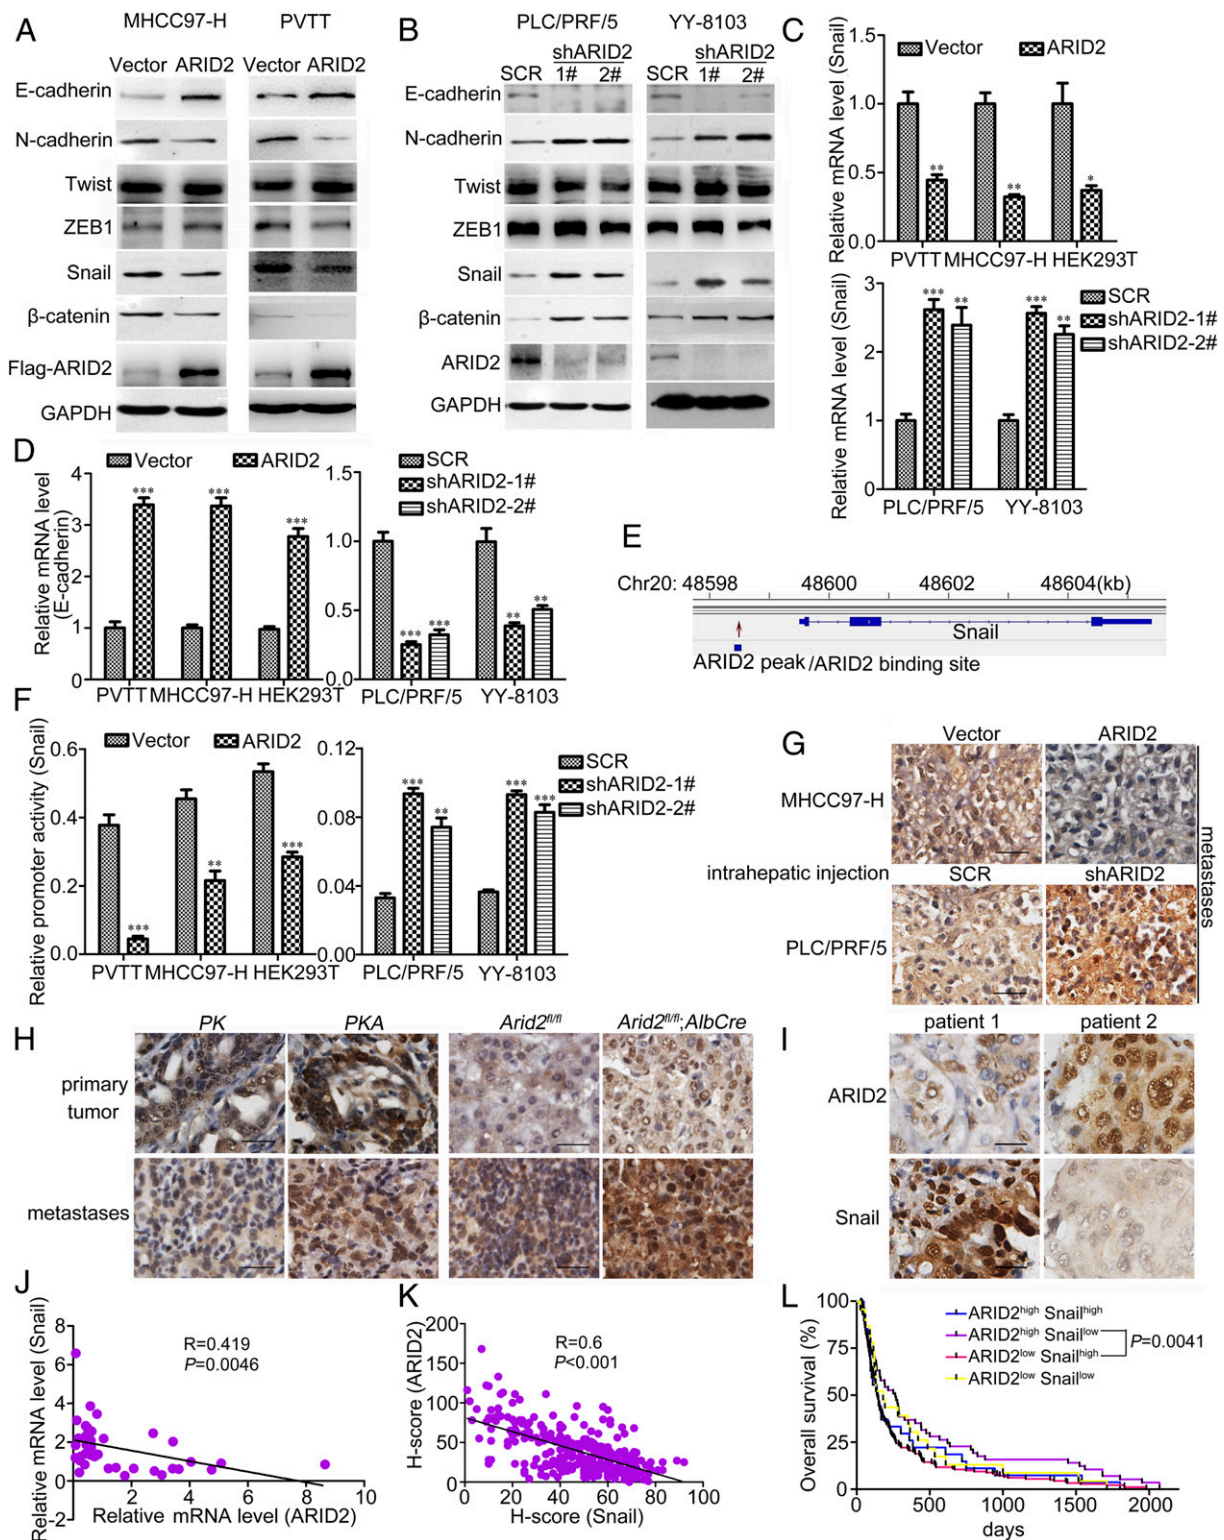 A
MHCC97-H PVTT
Vector ARID2 Vector ARID2
E-cadherin
N-cadherin
Twist
ZEB1
Snail
β-catenin
Flag-ARID2
GAPDH
B
PLC/PRF/5 YY-8103
shARID2 shARID2
SCR 1# 2# SCR 1# 2#
E-cadherin
N-cadherin
Twist
ZEB1
Snail
β-catenin
ARID2
GAPDH
C
Relative mRNA level (Snail)
Vector ARID2
1.5
1.0
0.5
0.0
** ** *
PVTT MHCC97-H HEK293T
Relative mRNA level (Snail)
SCR
shARID2-1#
shARID2-2#
3
2
1
0
*** ** *** **
PLC/PRF/5 YY-8103
D
Relative mRNA level
(E-cadherin)
Vector ARID2
4
3
2
1
0
*** *** ***
PVTT MHCC97-H HEK293T
SCR
shARID2-1#
shARID2-2#
1.5
1.0
0.5
0.0
*** *** ** **
PLC/PRF/5 YY-8103
E
Chr20: 48598 48600 48602 48604(kb)
Snail
ARID2 peak/ARID2 binding site
F
Relative promoter activity (Snail)
Vector ARID2
0.6
0.4
0.2
0.0
*** ** ***
PVTT MHCC97-H HEK293T
SCR
shARID2-1#
shARID2-2#
0.12
0.08
0.04
0.00
*** ** *** ***
PLC/PRF/5 YY-8103
G
Vector ARID2
MHCC97-H
intrahepatic injection
SCR shARID2
PLC/PRF/5
metastases
H
PK PKA Arid2fl/fl Arid2fl/fl;AlbCre
primary
tumor
metastases
I
patient 1 patient 2
ARID2
Snail
J
Relative mRNA level (Snail)
R=0.419
P=0.0046
8
6
4
2
0
-2
0 2 4 6 8 10
Relative mRNA level (ARID2)
K
H-score (ARID2)
R=0.6
P<0.001
200
150
100
50
0
0 20 40 60 80 100
H-score (Snail)
L
Overall survival (%)
ARID2high Snailhigh
ARID2high Snaillow
ARID2low Snailhigh
ARID2low Snaillow
P=0.0041
100
75
50
25
0
0 500 1000 1500 2000
days